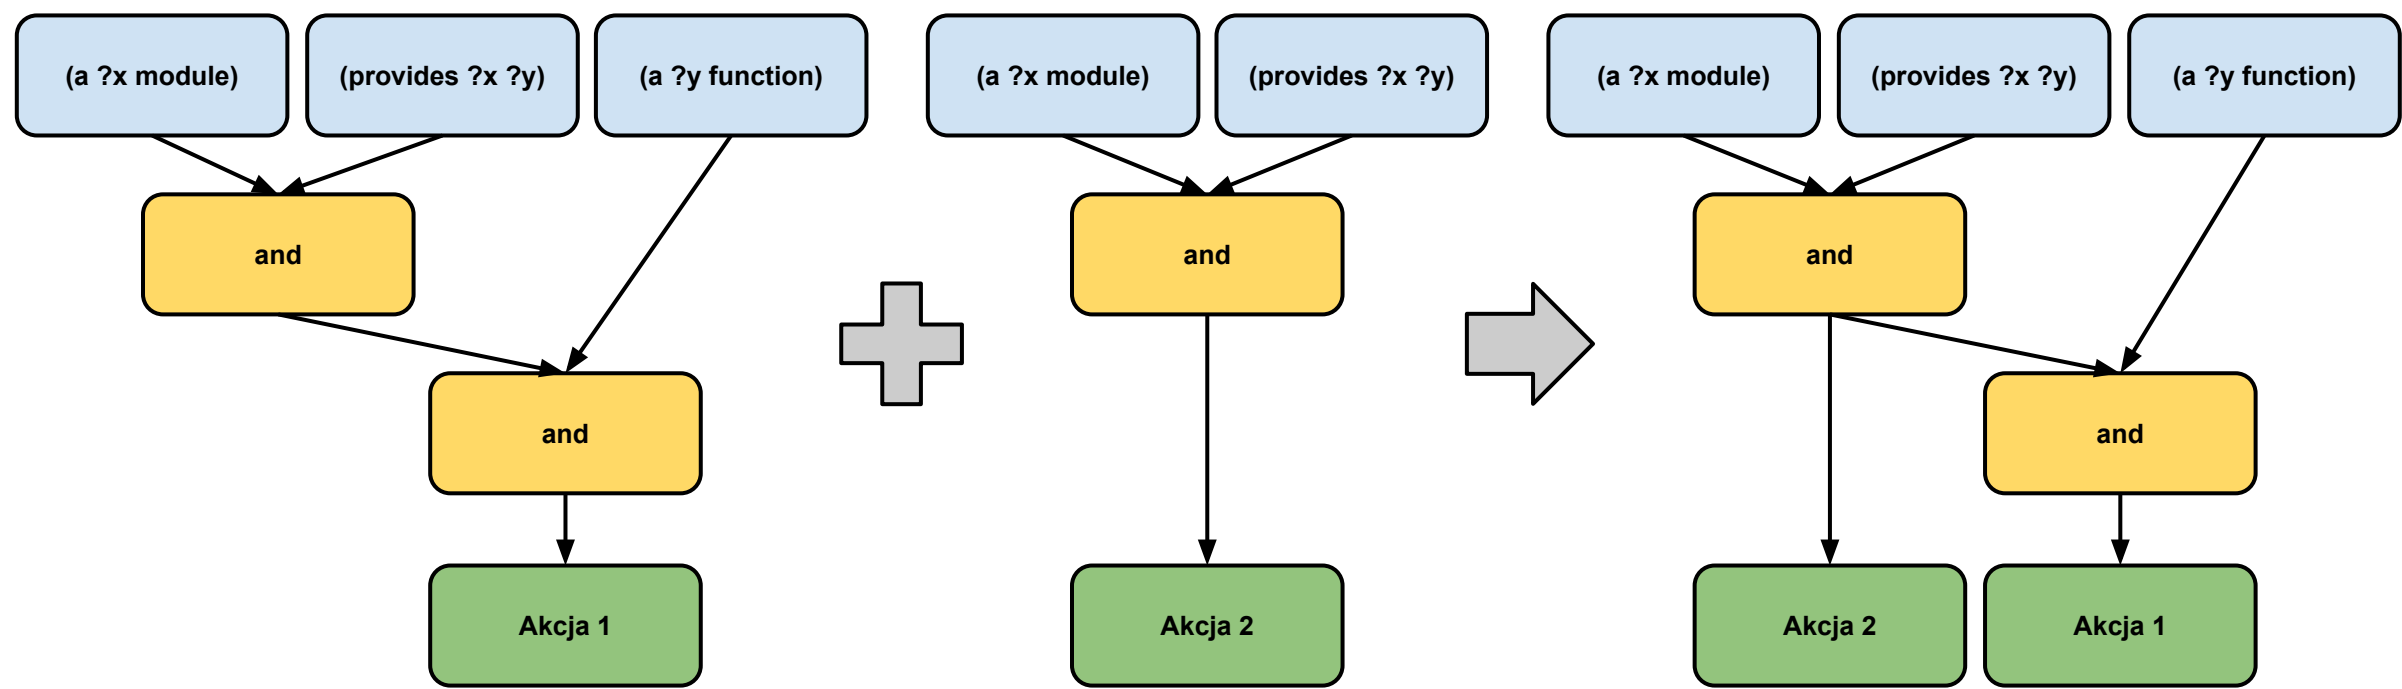 (a ?x module)
(provides ?x ?y)
(a ?y function)
and
and
Akcja 1
(a ?x module)
(provides ?x ?y)
and
Akcja 2
(a ?x module)
(provides ?x ?y)
(a ?y function)
and
and
Akcja 2
Akcja 1